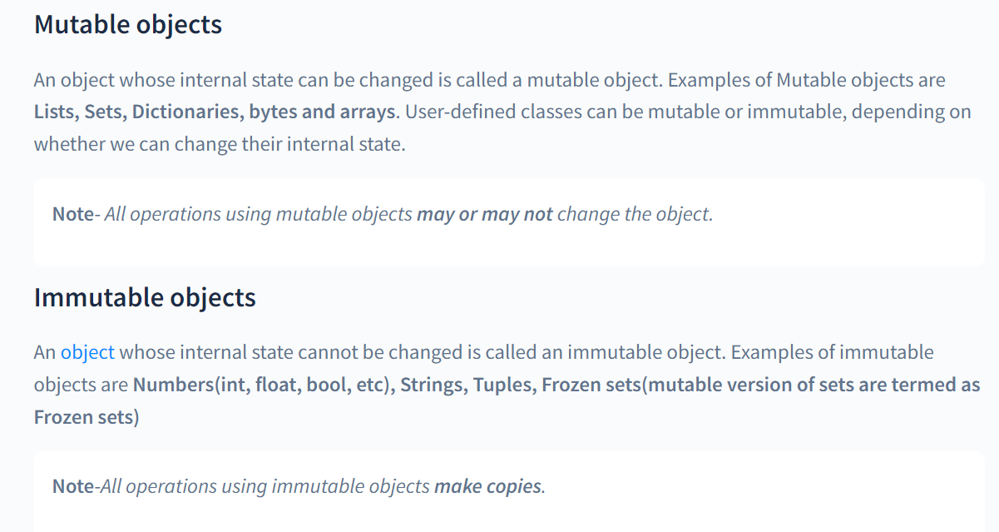 Mutable objects
An object whose internal state can be changed is called a mutable object. Examples of Mutable objects are
Lists, Sets, Dictionaries, bytes and arrays. User-defined classes can be mutable or immutable, depending on
whether we can change their internal state.
Note- All operations using mutable objects may or may not change the object.
Immutable objects
An object whose internal state cannot be changed is called an immutable object. Examples of immutable
objects are Numbers(int, float, bool, etc), Strings, Tuples, Frozen sets(mutable version of sets are termed as
Frozen sets)
Note-All operations using immutable objects make copies.